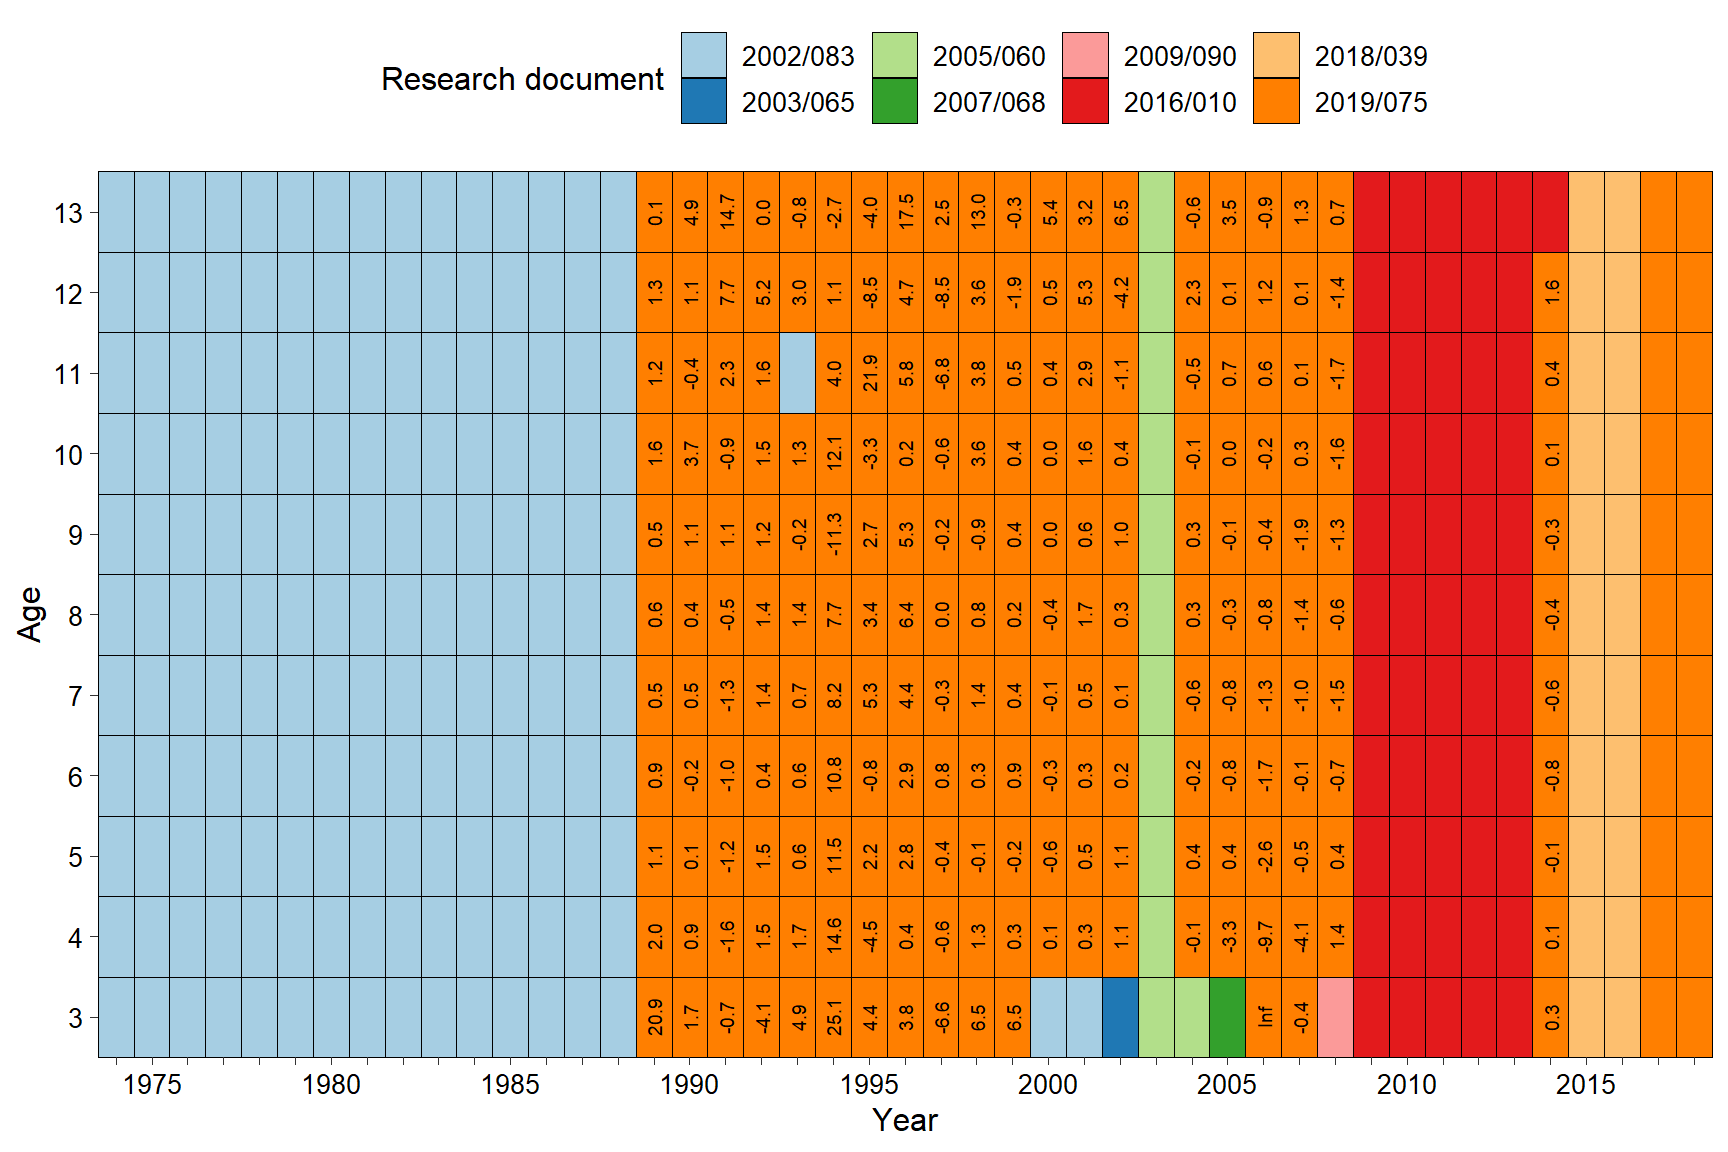 Research document
2002/083 2005/060 2009/090 2018/039
2003/065 2007/068 2016/010 2019/075
Age
13 0.1 4.9 14.7 0.0 -0.8 -2.7 -4.0 17.5 2.5 13.0 -0.3 5.4 3.2 6.5 -0.6 3.5 -0.9 1.3 0.7
12 1.3 1.1 7.7 5.2 3.0 1.1 -8.5 4.7 -8.5 3.6 -1.9 0.5 5.3 -4.2 2.3 0.1 1.2 0.1 -1.4 1.6
11 1.2 -0.4 2.3 1.6 4.0 21.9 5.8 -6.8 3.8 0.5 0.4 2.9 -1.1 -0.5 0.7 0.6 0.1 -1.7 0.4
10 1.6 3.7 -0.9 1.5 1.3 12.1 -3.3 0.2 -0.6 3.6 0.4 0.0 1.6 0.4 -0.1 0.0 -0.2 0.3 -1.6 0.1
9 0.5 1.1 1.1 1.2 -0.2 -11.3 2.7 5.3 -0.2 -0.9 0.4 0.0 0.6 1.0 0.3 -0.1 -0.4 -1.9 -1.3 -0.3
8 0.6 0.4 -0.5 1.4 1.4 7.7 3.4 6.4 0.0 0.8 0.2 -0.4 1.7 0.3 0.3 -0.3 -0.8 -1.4 -0.6 -0.4
7 0.5 0.5 -1.3 1.4 0.7 8.2 5.3 4.4 -0.3 1.4 0.4 -0.1 0.5 0.1 -0.6 -0.8 -1.3 -1.0 -1.5 -0.6
6 0.9 -0.2 -1.0 0.4 0.6 10.8 -0.8 2.9 0.8 0.3 0.9 -0.3 0.3 0.2 -0.2 -0.8 -1.7 -0.1 -0.7 -0.8
5 1.1 0.1 -1.2 1.5 0.6 11.5 2.2 2.8 -0.4 -0.1 -0.2 -0.6 0.5 1.1 0.4 0.4 -2.6 -0.5 0.4 -0.1
4 2.0 0.9 -1.6 1.5 1.7 14.6 -4.5 0.4 -0.6 1.3 0.3 0.1 0.3 1.1 -0.1 -3.3 -9.7 -4.1 1.4 0.1
3 20.9 1.7 -0.7 -4.1 4.9 25.1 4.4 3.8 -6.6 6.5 6.5 Inf -0.4 0.3
1975 1980 1985 1990 1995 2000 2005 2010 2015
Year